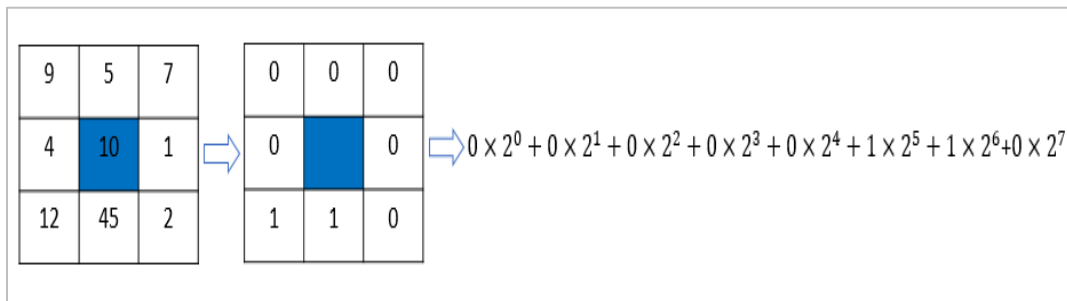 9 5 7
4 10 1
12 45 2
0 0 0
0 0
1 1 0
0 × 2⁰ + 0 × 2¹ + 0 × 2² + 0 × 2³ + 0 × 2⁴ + 1 × 2⁵ + 1 × 2⁶+0 × 2⁷